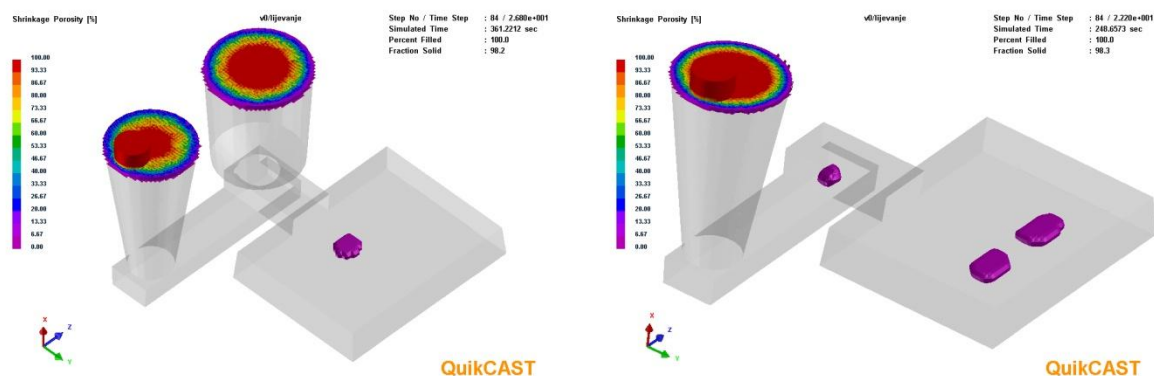 Shrinkage Porosity [%]
v0/lijevanje
Step No / Time Step : 84 / 2.680e+001
Simulated Time : 361.2212 sec
Percent Filled : 100.0
Fraction Solid : 98.2
100.00
93.33
86.67
80.00
73.33
66.67
60.00
53.33
46.67
40.00
33.33
26.67
20.00
13.33
6.67
0.00
X
Z
Y
QuikCAST
Shrinkage Porosity [%]
v0/lijevanje
Step No / Time Step : 84 / 2.220e+001
Simulated Time : 248.6573 sec
Percent Filled : 100.0
Fraction Solid : 98.3
100.00
93.33
86.67
80.00
73.33
66.67
60.00
53.33
46.67
40.00
33.33
26.67
20.00
13.33
6.67
0.00
X
Z
Y
QuikCAST